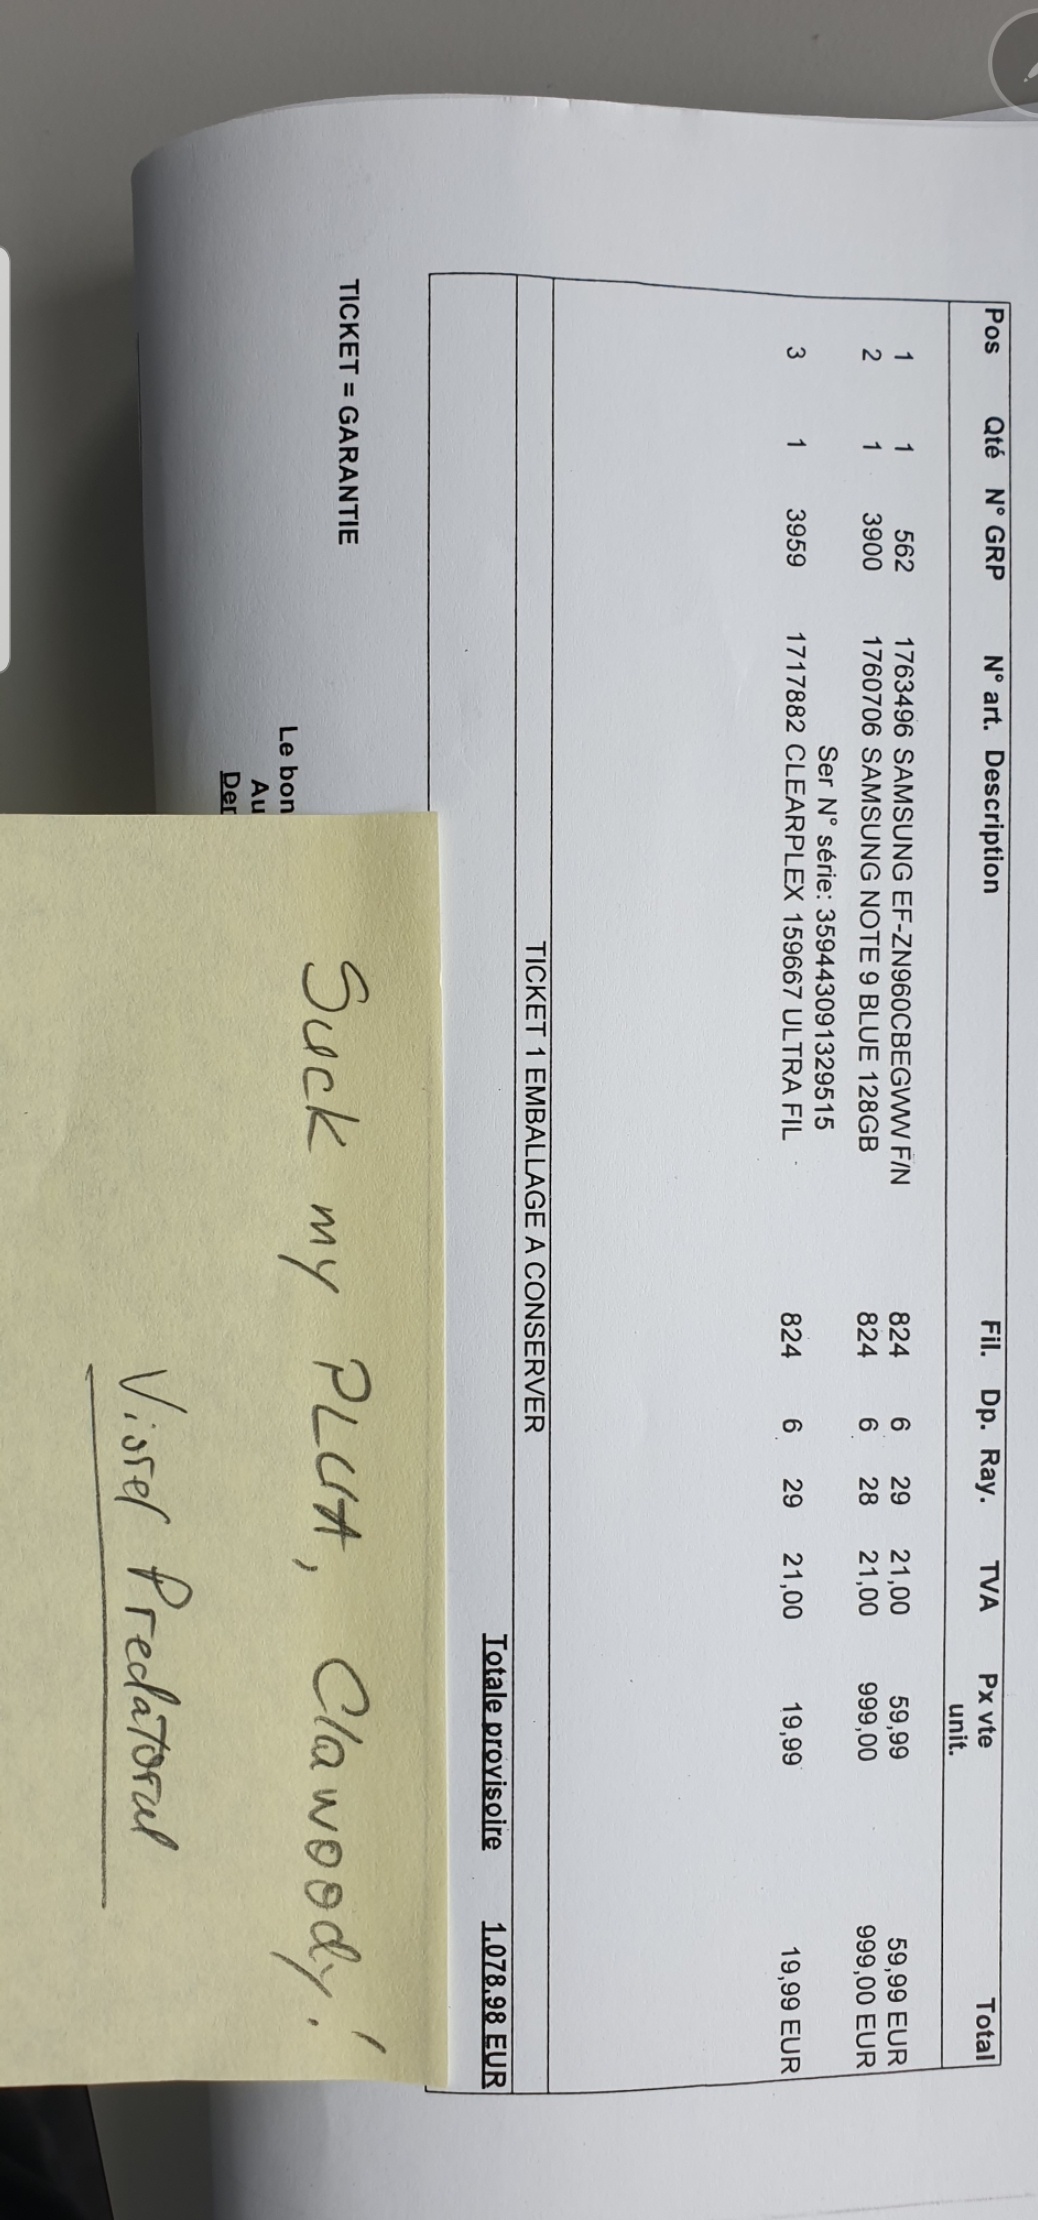 Pos Qté N° GRP N° art. Description Fil. Dp. Ray. TVA Px vte unit. Total
1 1 562 1763496 SAMSUNG EF-ZN960CBEGWW F/N 824 6 29 21,00 59,99 59,99 EUR
2 1 3900 1760706 SAMSUNG NOTE 9 BLUE 128GB 824 6 28 21,00 999,00 999,00 EUR
Ser N° série: 359443091329515
3 1 3959 1717882 CLEARPLEX 159667 ULTRA FIL 824 6 29 21,00 19,99 19,99 EUR
TICKET 1 EMBALLAGE A CONSERVER
Totale provisoire 1.078,98 EUR
TICKET = GARANTIE
Le bon
Au
Suck my PLUA, Clawoody!
Predatorul